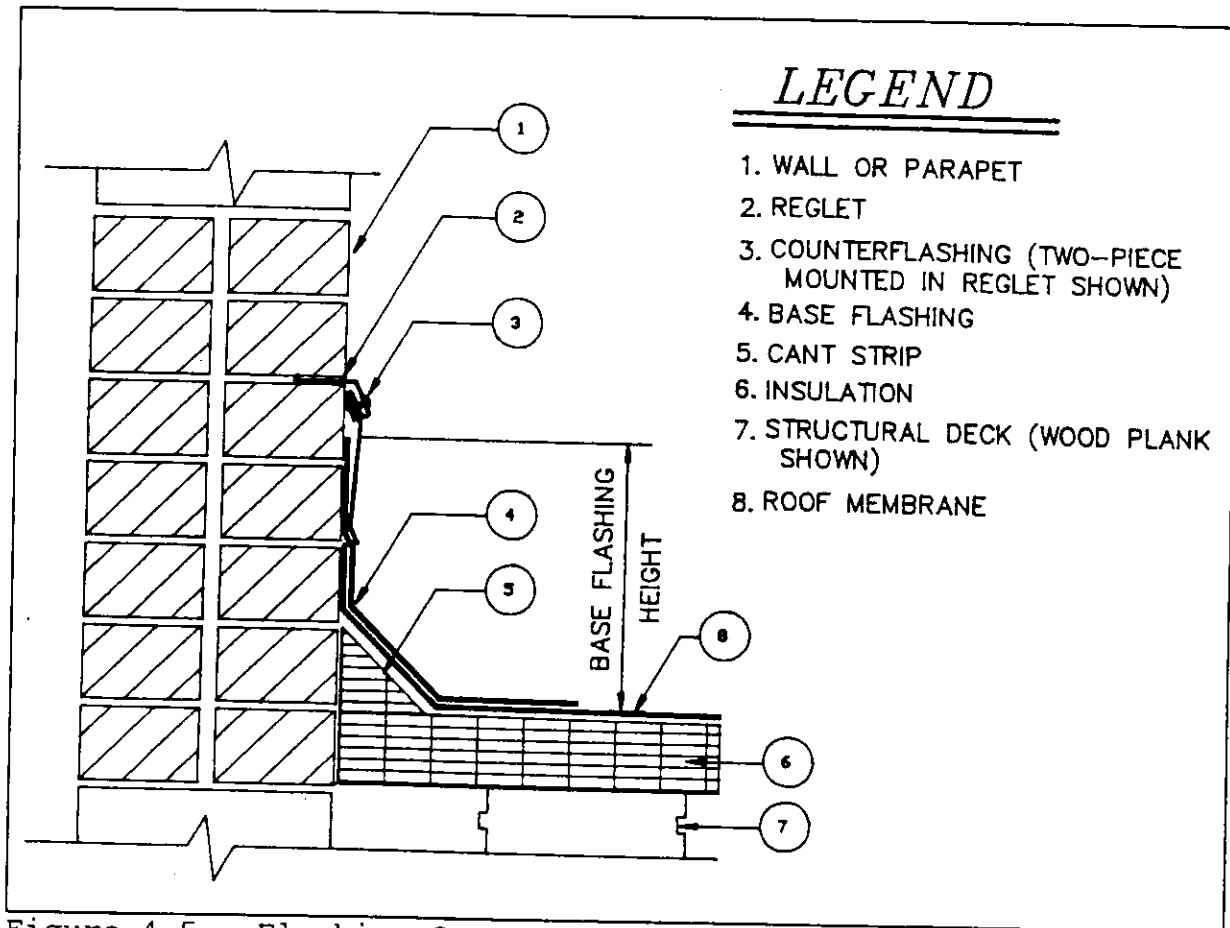 LEGEND
1. WALL OR PARAPET
2. REGLET
3. COUNTERFLASHING (TWO-PIECE
MOUNTED IN REGLET SHOWN)
4. BASE FLASHING
5. CANT STRIP
6. INSULATION
7. STRUCTURAL DECK (WOOD PLANK
SHOWN)
8. ROOF MEMBRANE
1
2
3
4
5
BASE FLASHING
HEIGHT
8
6
7
Figure 4-5